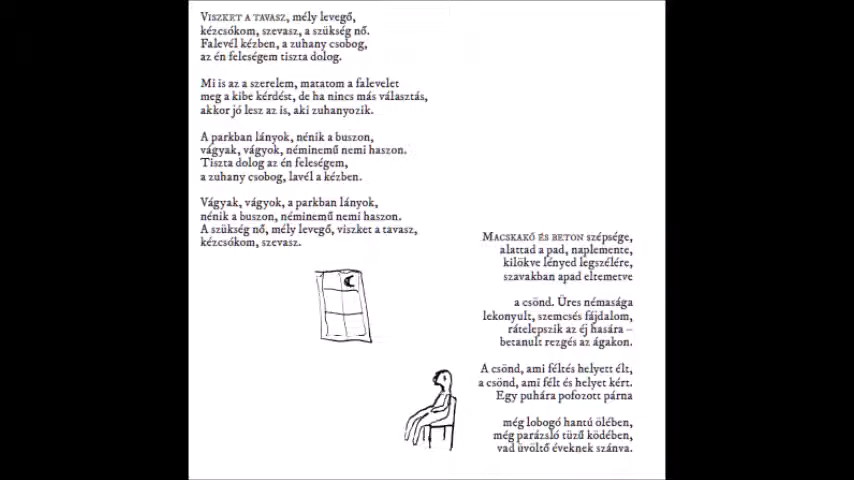 VISZKET A TAVASZ, mély levegő,
kézcsókom, szevasz, a szükség nő.
Falevél kézben, a zuhany csobog,
az én feleségem tiszta dolog.
Mi is az a szerelem, matatom a falevelet
meg a kibe kérdést, de ha nincs más választás,
akkor jó lesz az is, aki zuhanyozik.
A parkban lányok, nénik a buszon,
vágyak, vágyok, néminemű nemi haszon.
Tiszta dolog az én feleségem,
a zuhany csobog, lavél a kézben.
Vágyak, vágyok, a parkban lányok,
nénik a buszon, néminemű nemi haszon.
A szükség nő, mély levegő, viszket a tavasz,
kézcsókom, szevasz.
MACSKAKŐ ÉS BETON szépsége,
alattad a pad, naplemente,
kilökve lényed legszélére,
szavakban apad eltemetve
a csönd. Üres némasága
lekonyult, szemcsés fájdalom,
rátelepszik az éj hasára –
betanult rezgés az ágakon.
A csönd, ami féltés helyett élt,
a csönd, ami félt és helyet kért.
Egy puhára pofozott párna
még lobogó hantú ölében,
még parázsló tüzű ködében,
vad üvöltő éveknek szánva.